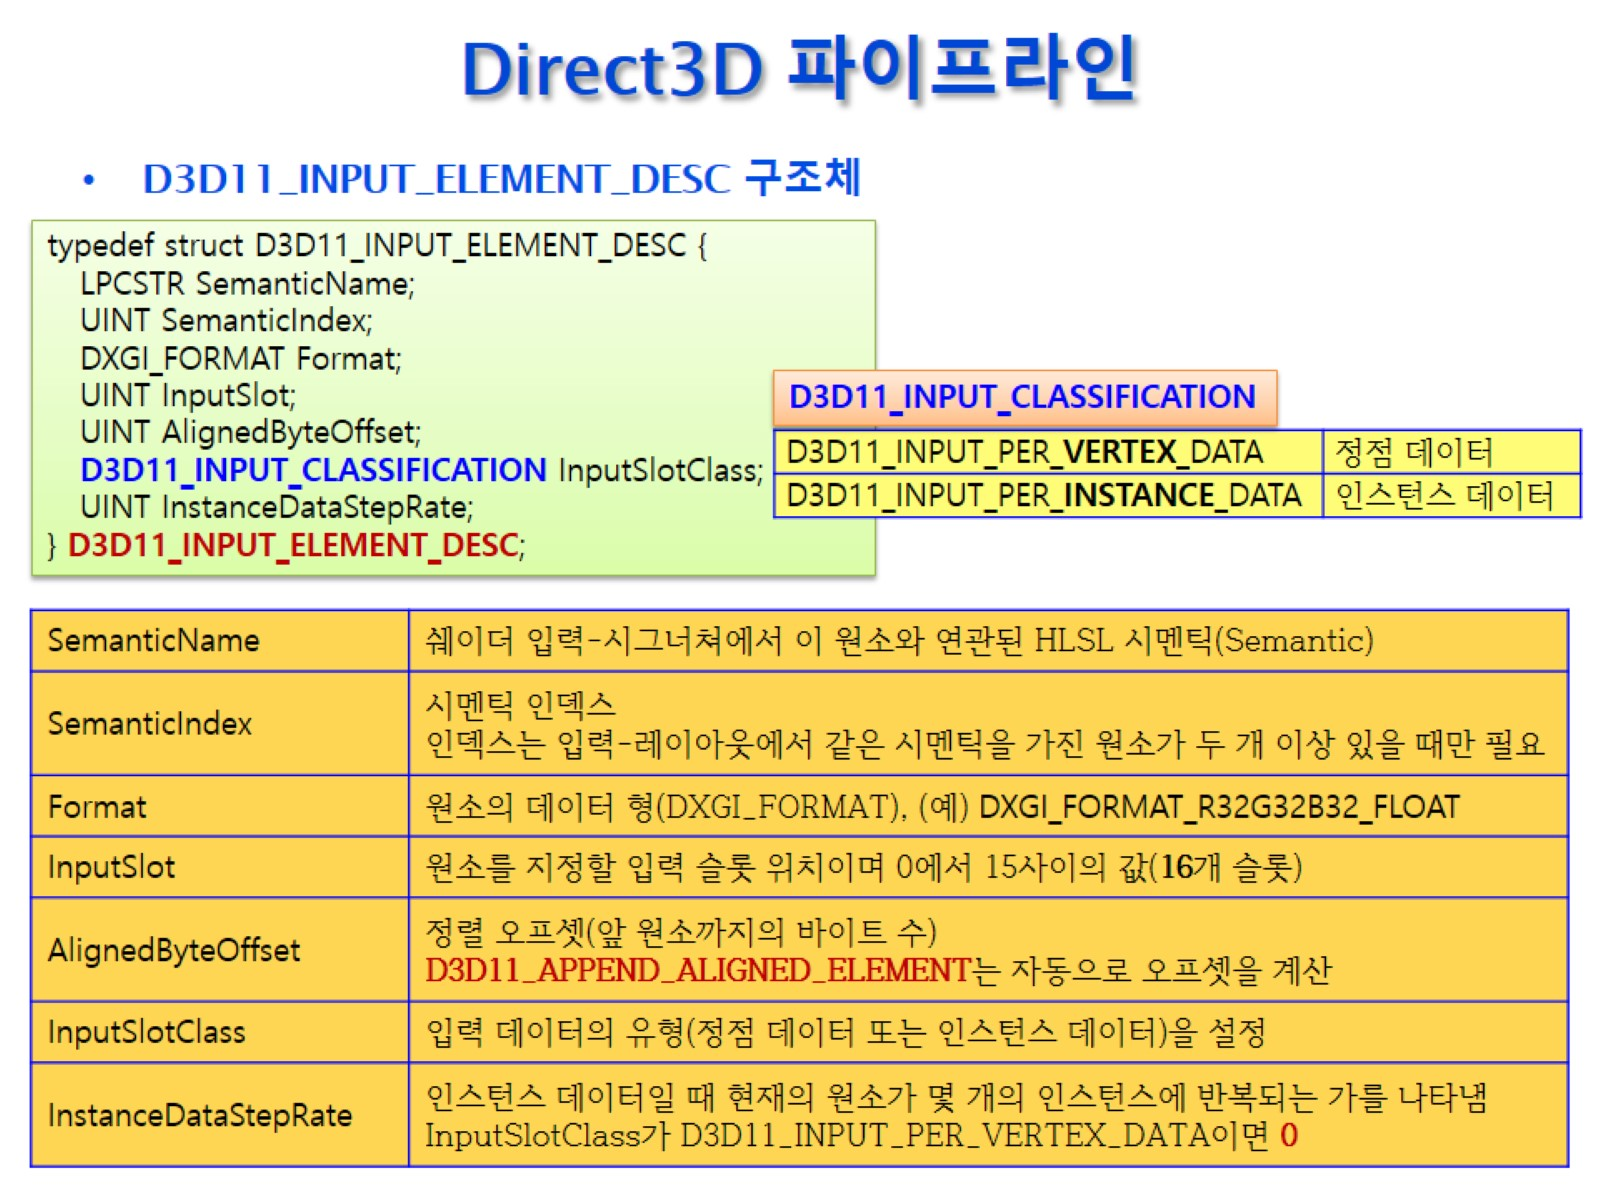 Direct3D 파이프라인
• D3D11_INPUT_ELEMENT_DESC 구조체
typedef struct D3D11_INPUT_ELEMENT_DESC {
LPCSTR SemanticName;
UINT SemanticIndex;
DXGI_FORMAT Format;
UINT InputSlot;
UINT AlignedByteOffset;
D3D11_INPUT_CLASSIFICATION InputSlotClass;
UINT InstanceDataStepRate;
} D3D11_INPUT_ELEMENT_DESC;
D3D11_INPUT_CLASSIFICATION
D3D11_INPUT_PER_VERTEX_DATA 정점 데이터
D3D11_INPUT_PER_INSTANCE_DATA 인스턴스 데이터
SemanticName 쉐이더 입력-시그너쳐에서 이 원소와 연관된 HLSL 시멘틱(Semantic)
SemanticIndex 시멘틱 인덱스
인덱스는 입력-레이아웃에서 같은 시멘틱을 가진 원소가 두 개 이상 있을 때만 필요
Format 원소의 데이터 형(DXGI_FORMAT), (예) DXGI_FORMAT_R32G32B32_FLOAT
InputSlot 원소를 지정할 입력 슬롯 위치이며 0에서 15사이의 값(16개 슬롯)
AlignedByteOffset 정렬 오프셋(앞 원소까지의 바이트 수)
D3D11_APPEND_ALIGNED_ELEMENT는 자동으로 오프셋을 계산
InputSlotClass 입력 데이터의 유형(정점 데이터 또는 인스턴스 데이터)을 설정
InstanceDataStepRate 인스턴스 데이터일 때 현재의 원소가 몇 개의 인스턴스에 반복되는 가를 나타냄
InputSlotClass가 D3D11_INPUT_PER_VERTEX_DATA이면 0